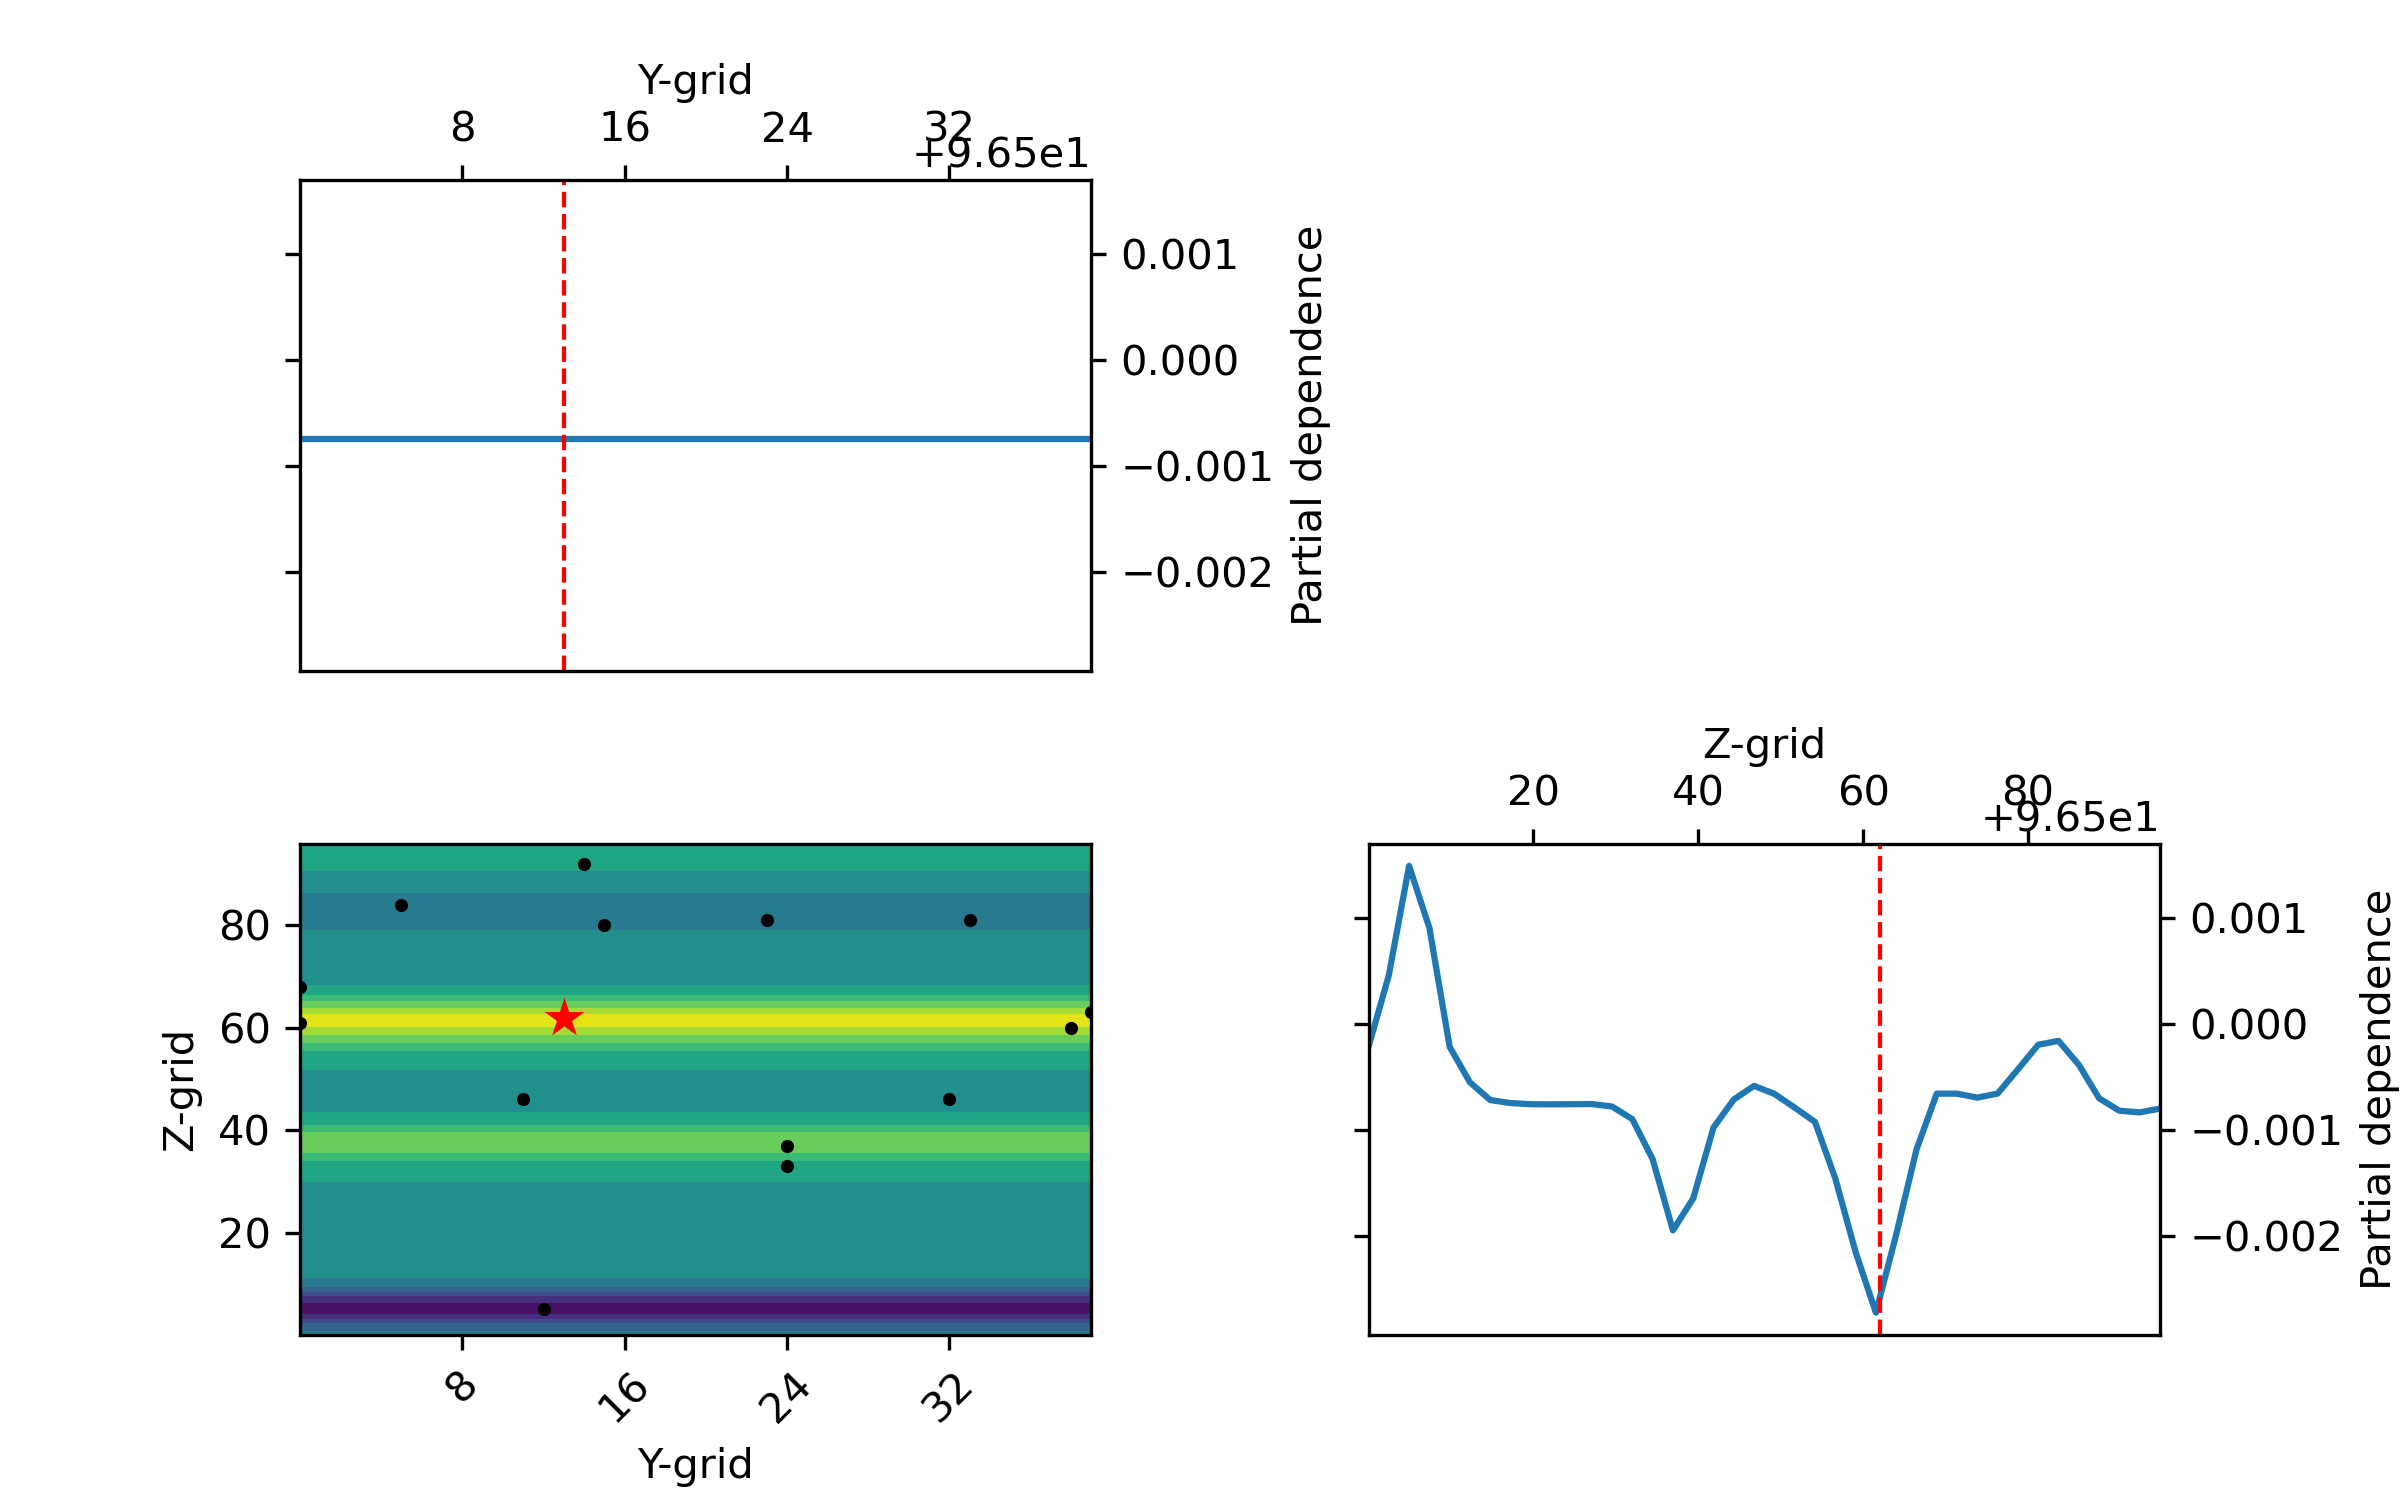 Y-grid
8 16 24 32
+9.65e1
0.001
0.000
−0.001
−0.002
Partial dependence
Z-grid
20 40 60 80
+9.65e1
0.001
0.000
−0.001
−0.002
Partial dependence
80
60
40
20
Z-grid
8 16 24 32
Y-grid